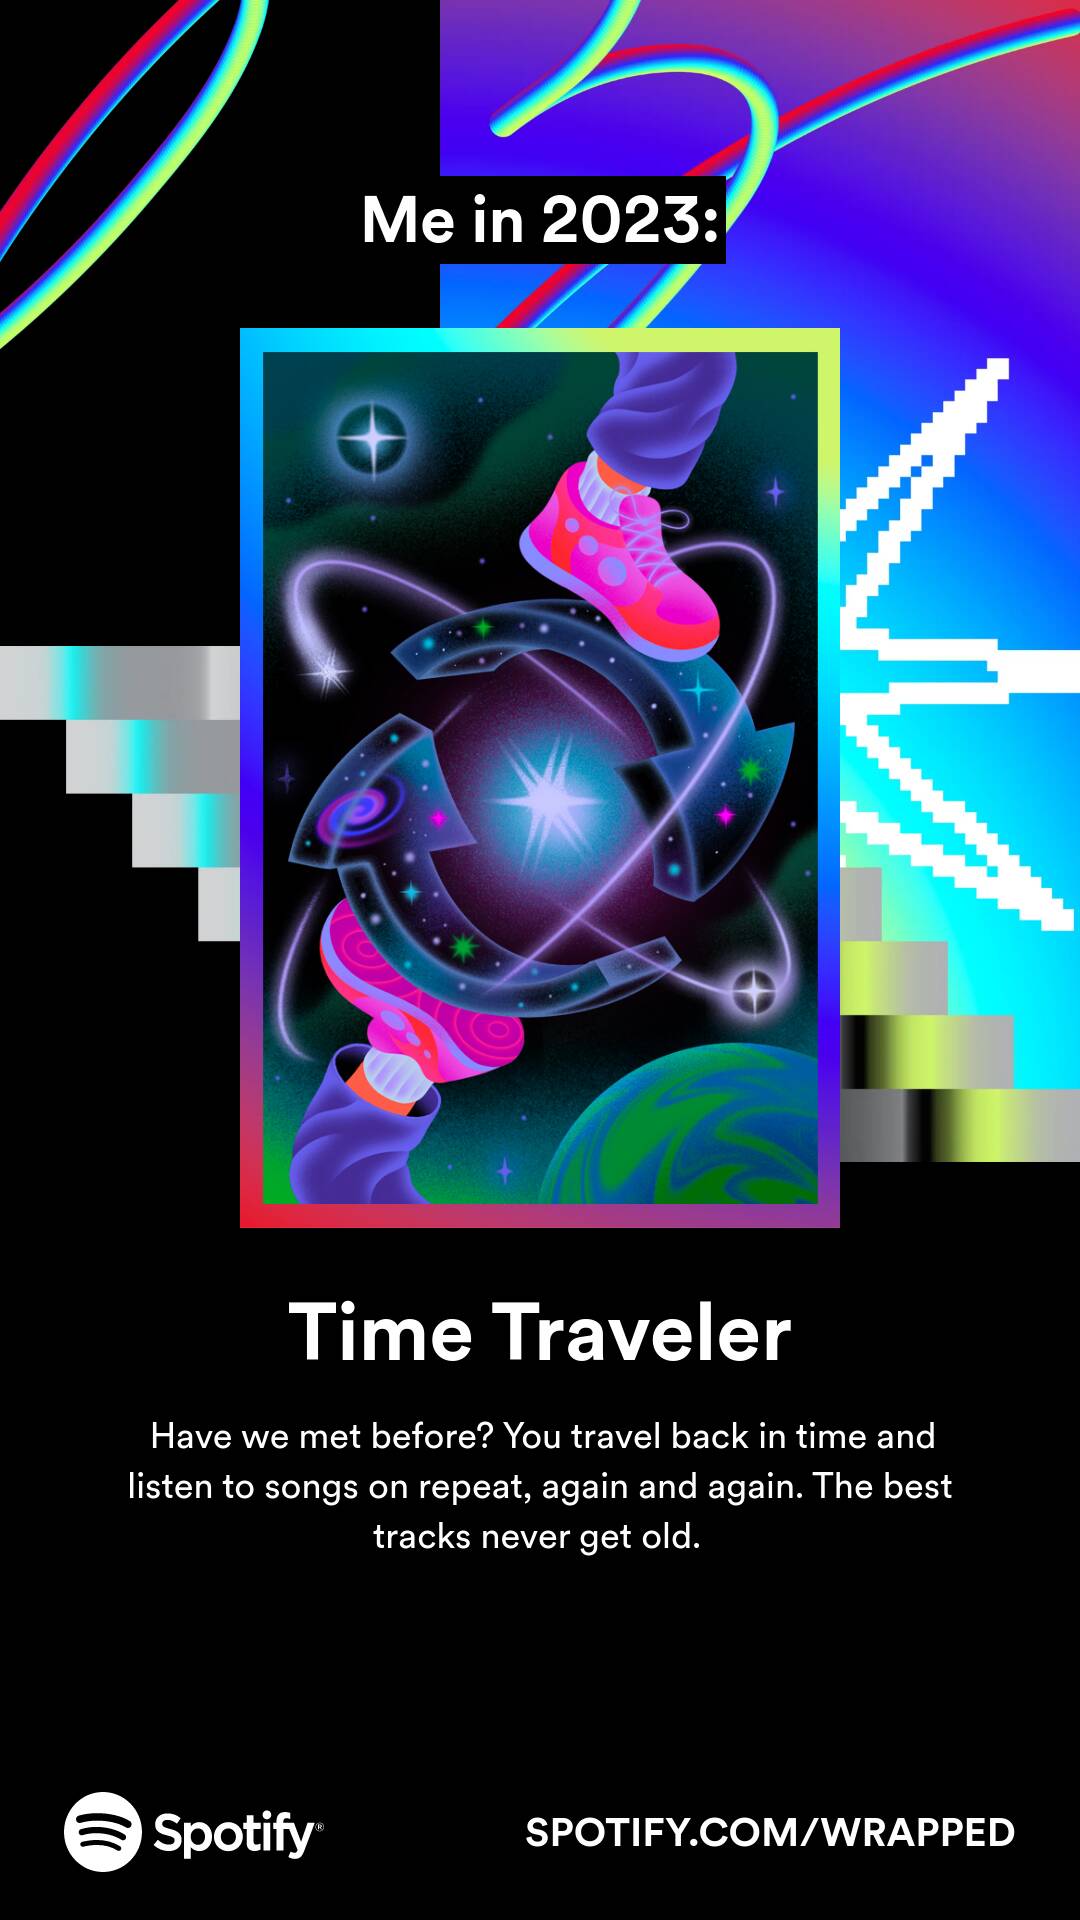 Me in 2023:
Time Traveler
Have we met before? You travel back in time and
listen to songs on repeat, again and again. The best
tracks never get old.
Spotify®
SPOTIFY.COM/WRAPPED